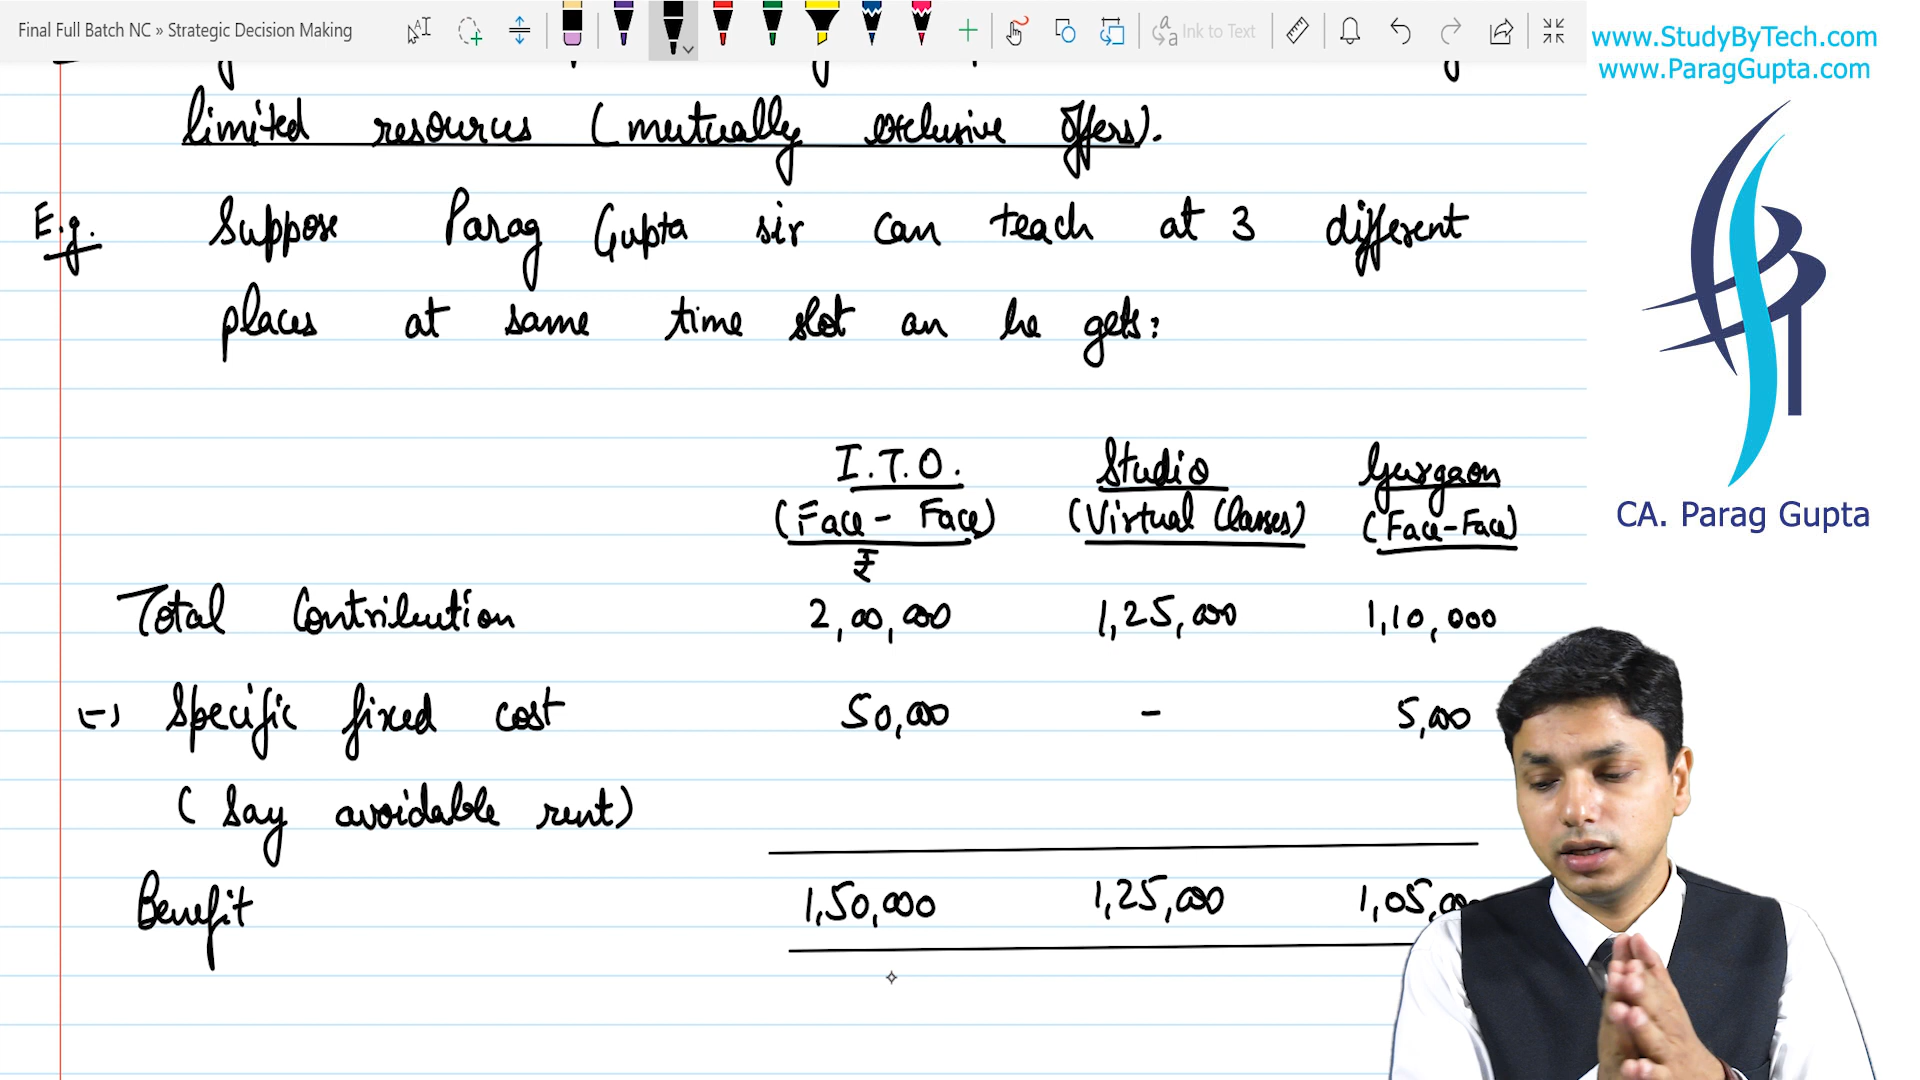 Final Full Batch NC » Strategic Decision Making
Ink to Text
www.StudyByTech.com
www.ParagGupta.com
limited resources (mutually exclusive offers).
E.g. Suppose Parag Gupta sir can teach at 3 different
places at same time slot an he gets:
I.T.O. Studio Gurgaon
(Face - Face) (Virtual Classes) (Face-Face)
₹
Total Contribution 2,00,000 1,25,000 1,10,000
(-) Specific fixed cost 50,000 - 5,000
(Say avoidable rent)
Benefit 1,50,000 1,25,000 1,05,000
CA. Parag Gupta